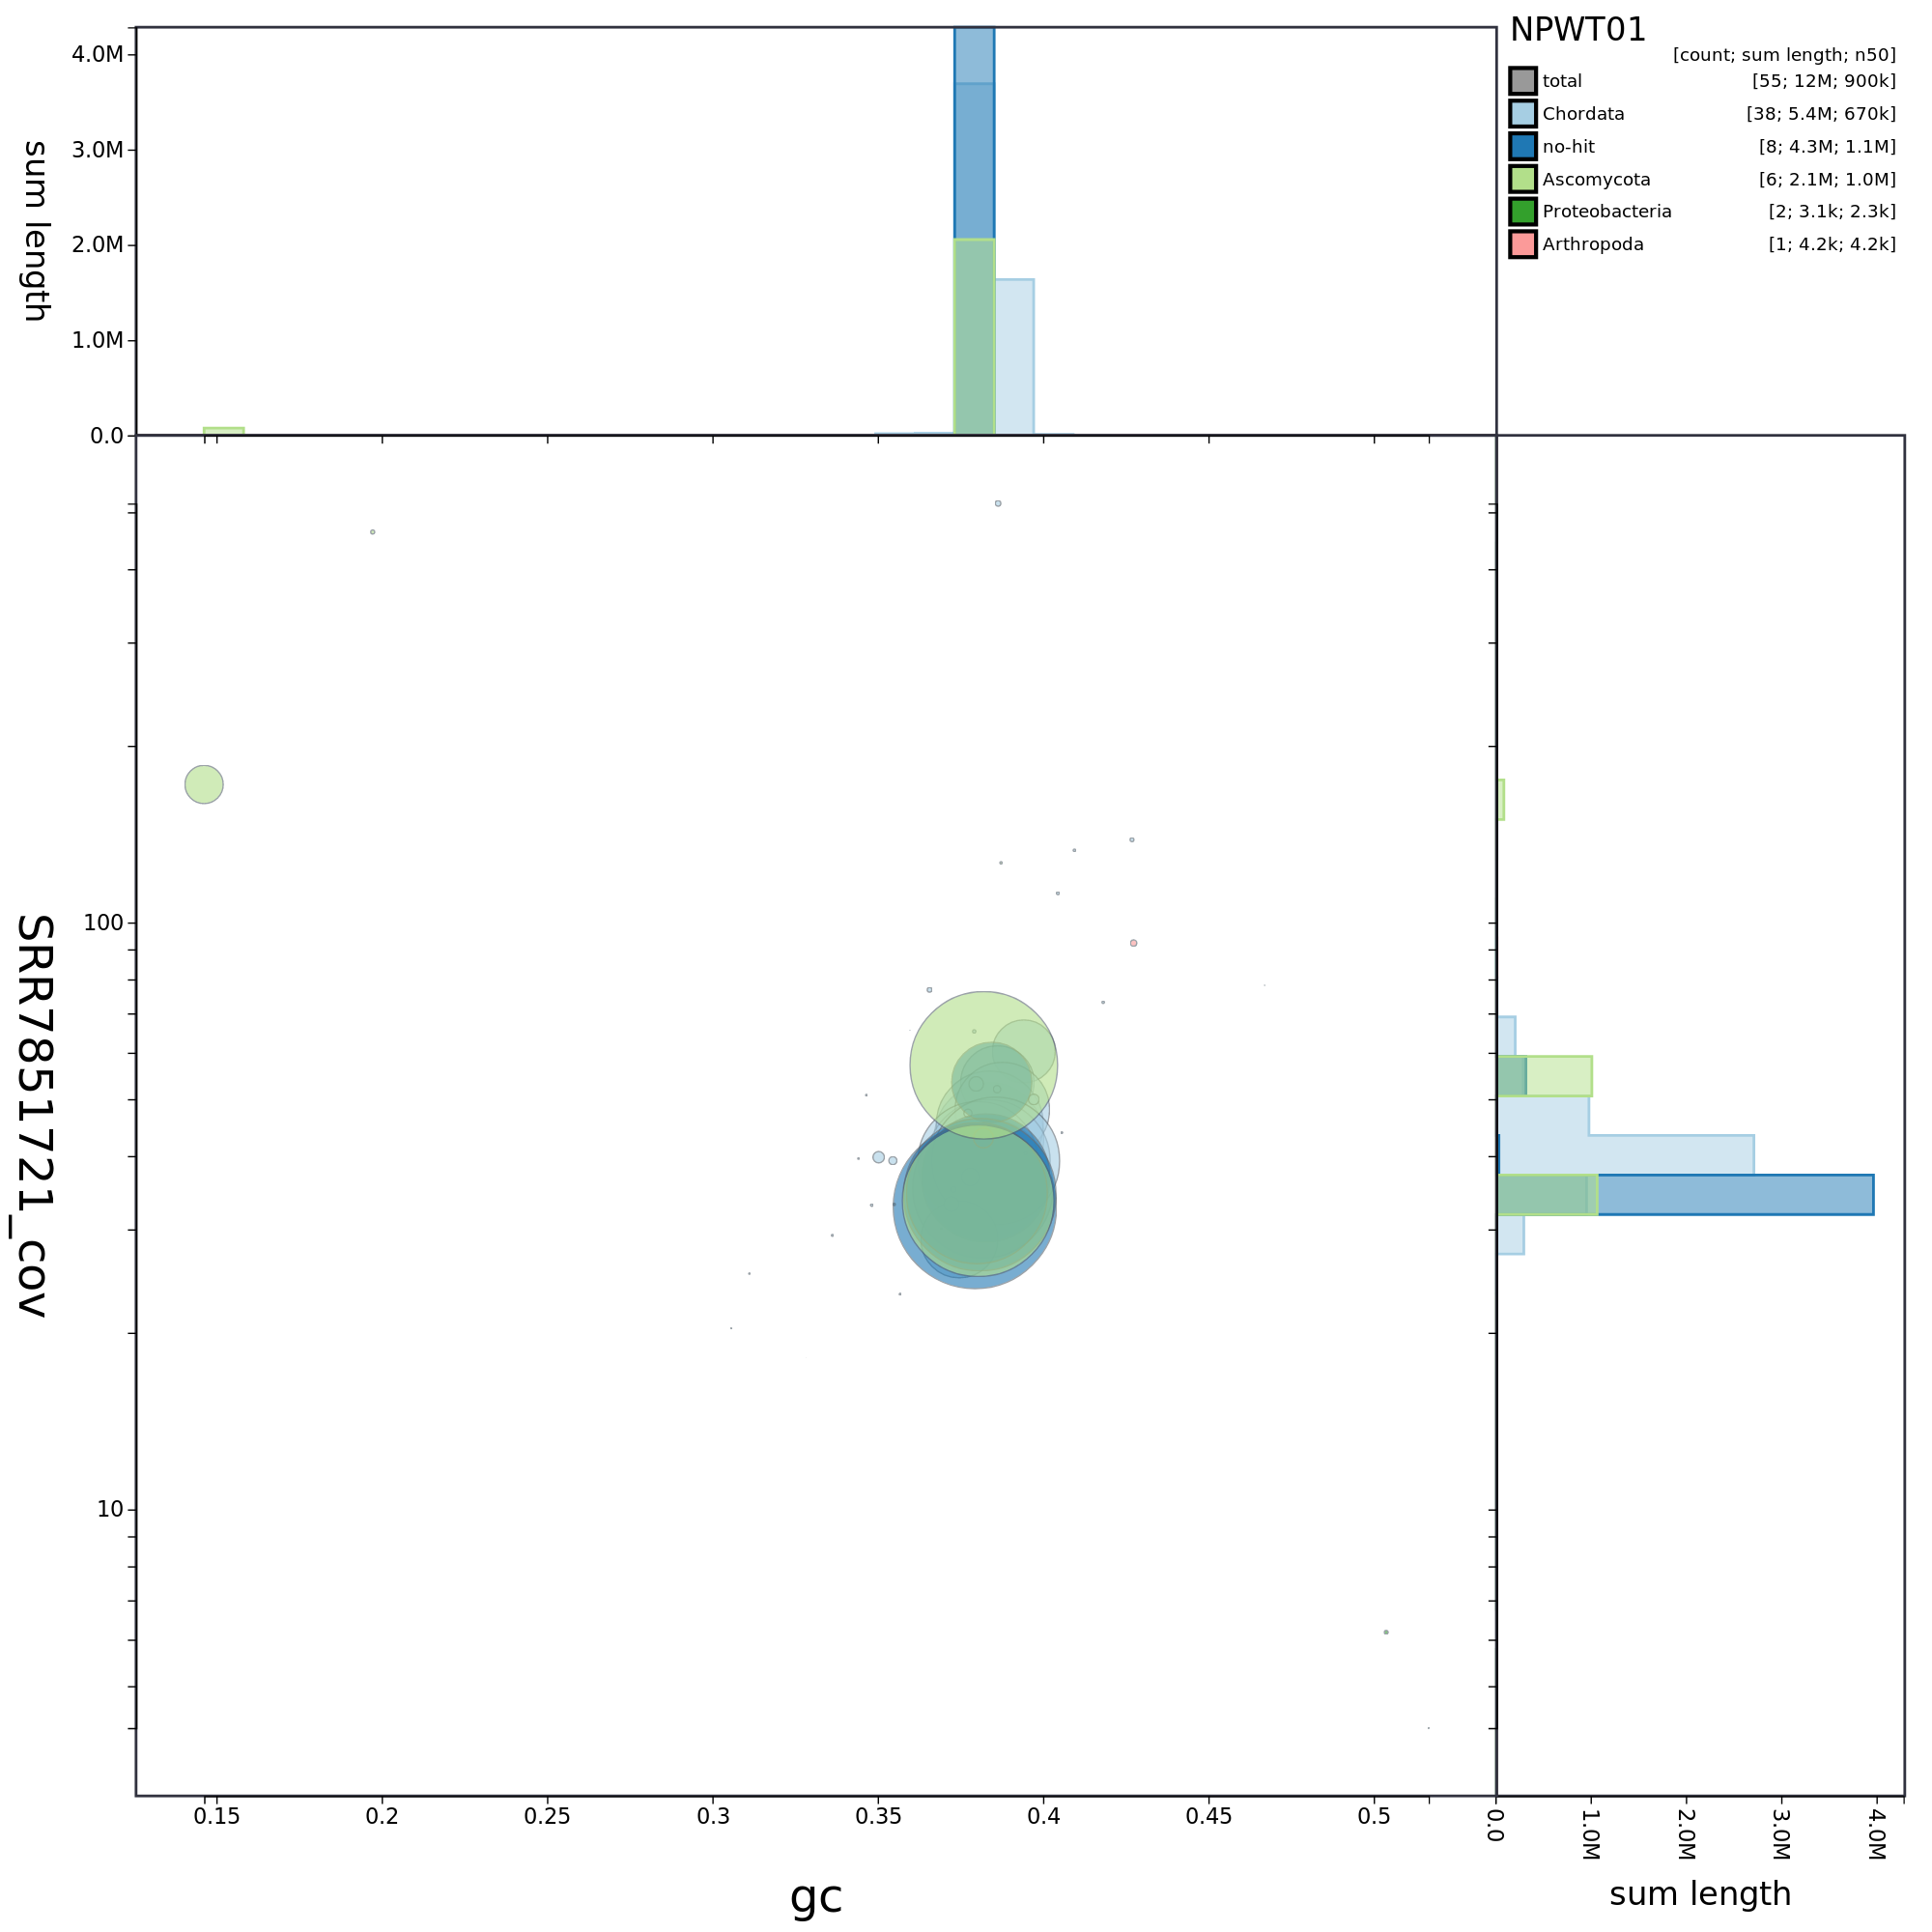 NPWT01
[count; sum length; n50]
total [55; 12M; 900k]
Chordata [38; 5.4M; 670k]
no-hit [8; 4.3M; 1.1M]
Ascomycota [6; 2.1M; 1.0M]
Proteobacteria [2; 3.1k; 2.3k]
Arthropoda [1; 4.2k; 4.2k]
sum length
4.0M
3.0M
2.0M
1.0M
0.0
SRR7851721_cov
100
10
0.15 0.2 0.25 0.3 0.35 0.4 0.45 0.5
gc
0.0 1.0M 2.0M 3.0M 4.0M
sum length